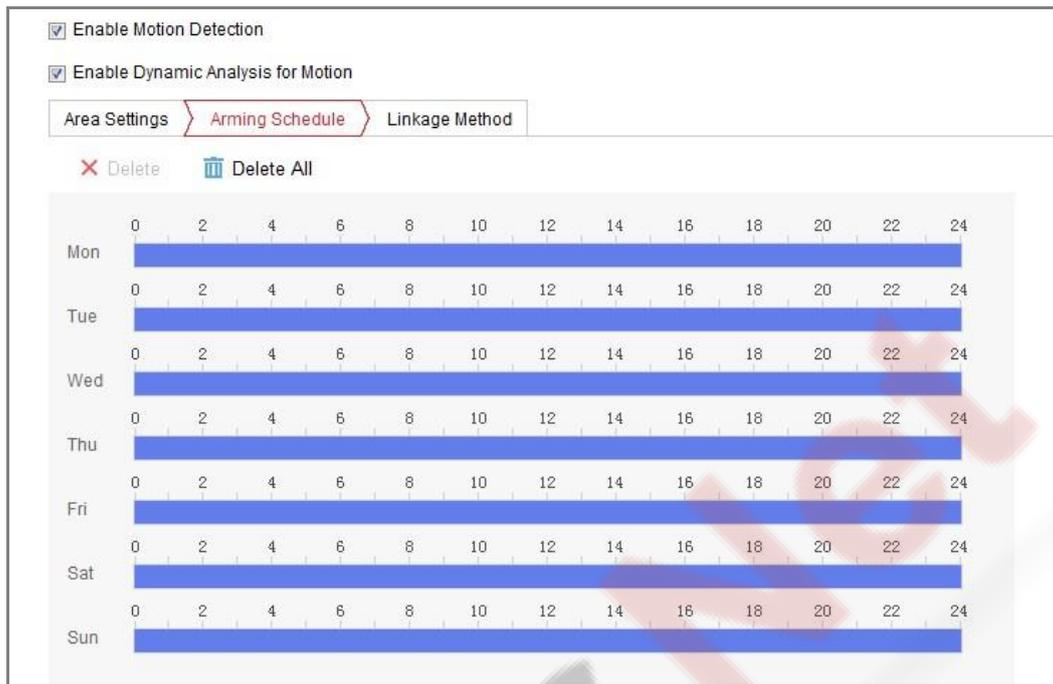 Enable Motion Detection
Enable Dynamic Analysis for Motion
Area Settings Arming Schedule Linkage Method
Delete Delete All
0 2 4 6 8 10 12 14 16 18 20 22 24
Mon
0 2 4 6 8 10 12 14 16 18 20 22 24
Tue
0 2 4 6 8 10 12 14 16 18 20 22 24
Wed
0 2 4 6 8 10 12 14 16 18 20 22 24
Thu
0 2 4 6 8 10 12 14 16 18 20 22 24
Fri
0 2 4 6 8 10 12 14 16 18 20 22 24
Sat
0 2 4 6 8 10 12 14 16 18 20 22 24
Sun
Net